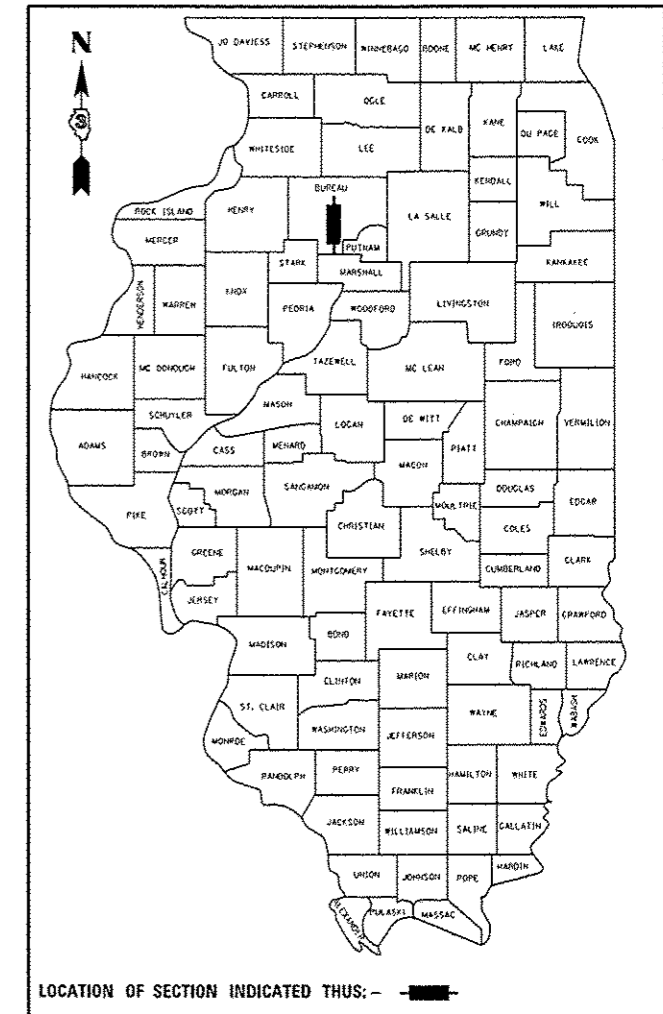 JO DAVIESS STEPHENSON WINNEBAGO BOONE MC HENRY LAKE
N
CARROLL OGLE DE KALB KANE DU PAGE COOK
WHITESIDE LEE KENDALL WILL
BUREAU
ROCK ISLAND HENRY LA SALLE GRUNDY
MERCER STARK PUTNAM KANKAKEE
MARSHALL
HENDERSON WARREN KNOX PEORIA WOODFORD LIVINGSTON IROQUOIS
HANCOCK MC DONOUGH FULTON TAZEWELL MC LEAN FORD
SCHUYLER MASON LOGAN DE WITT CHAMPAIGN VERMILION
ADAMS BROWN CASS MENARD MACON PIATT
PIKE SCOTT MORGAN SANGAMON CHRISTIAN MOULTRIE DOUGLAS EDGAR
COLES
CALHOUN GREENE MACOUPIN MONTGOMERY SHELBY CUMBERLAND CLARK
JERSEY FAYETTE EFFINGHAM JASPER CRAWFORD
MADISON BOND
CLINTON MARION CLAY RICHLAND LAWRENCE
ST. CLAIR WASHINGTON JEFFERSON WAYNE EDWARDS WABASH
MONROE
RANDOLPH PERRY FRANKLIN HAMILTON WHITE
JACKSON WILLIAMSON SALINE GALLATIN
UNION JOHNSON POPE HARDIN
ALEXANDER PULASKI MASSAC
LOCATION OF SECTION INDICATED THUS: -